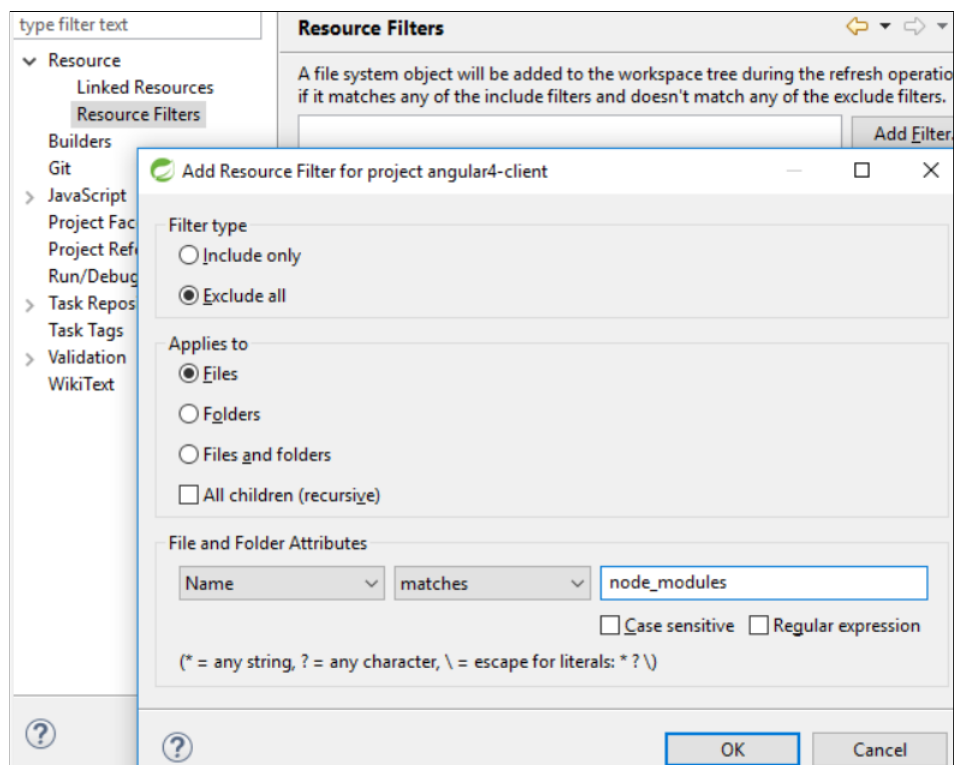 type filter text
Resource
Linked Resources
Resource Filters
Builders
Git
JavaScript
Project Fac
Project Refe
Run/Debug
Task Repos
Task Tags
Validation
WikiText
Resource Filters
A file system object will be added to the workspace tree during the refresh operatio
if it matches any of the include filters and doesn't match any of the exclude filters.
Add Filter.
Add Resource Filter for project angular4-client
Filter type
Include only
Exclude all
Applies to
Files
Folders
Files and folders
All children (recursive)
File and Folder Attributes
Name matches node_modules
Case sensitive Regular expression
(* = any string, ? = any character, \ = escape for literals: * ? \)
OK Cancel